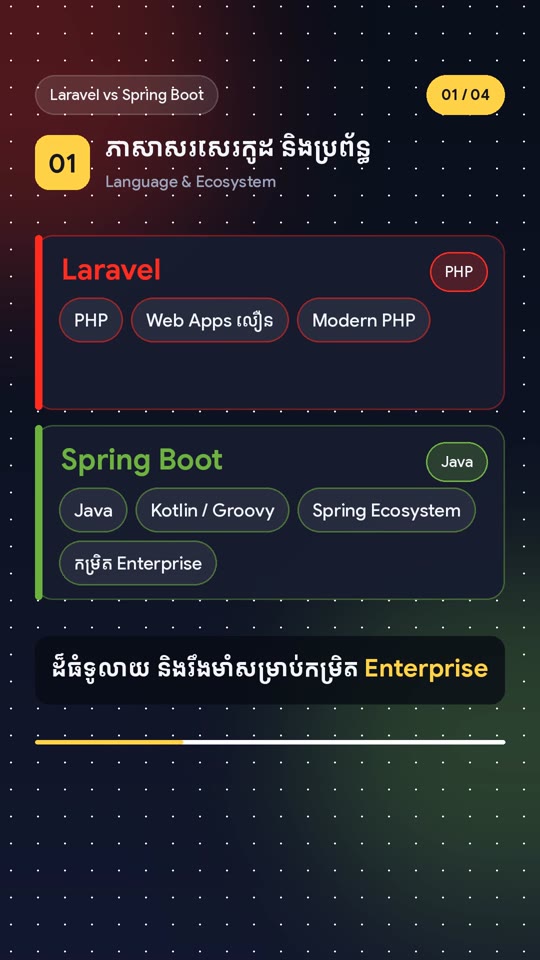 Laravel vs Spring Boot
01 / 04
01
ភាសាសរសេរកូដ និងប្រព័ន្ធ
Language & Ecosystem
Laravel
PHP
PHP
Web Apps លឿន
Modern PHP
Spring Boot
Java
Java
Kotlin / Groovy
Spring Ecosystem
កម្រិត Enterprise
ដ៏ធំទូលាយ និងរឹងមាំសម្រាប់កម្រិត Enterprise